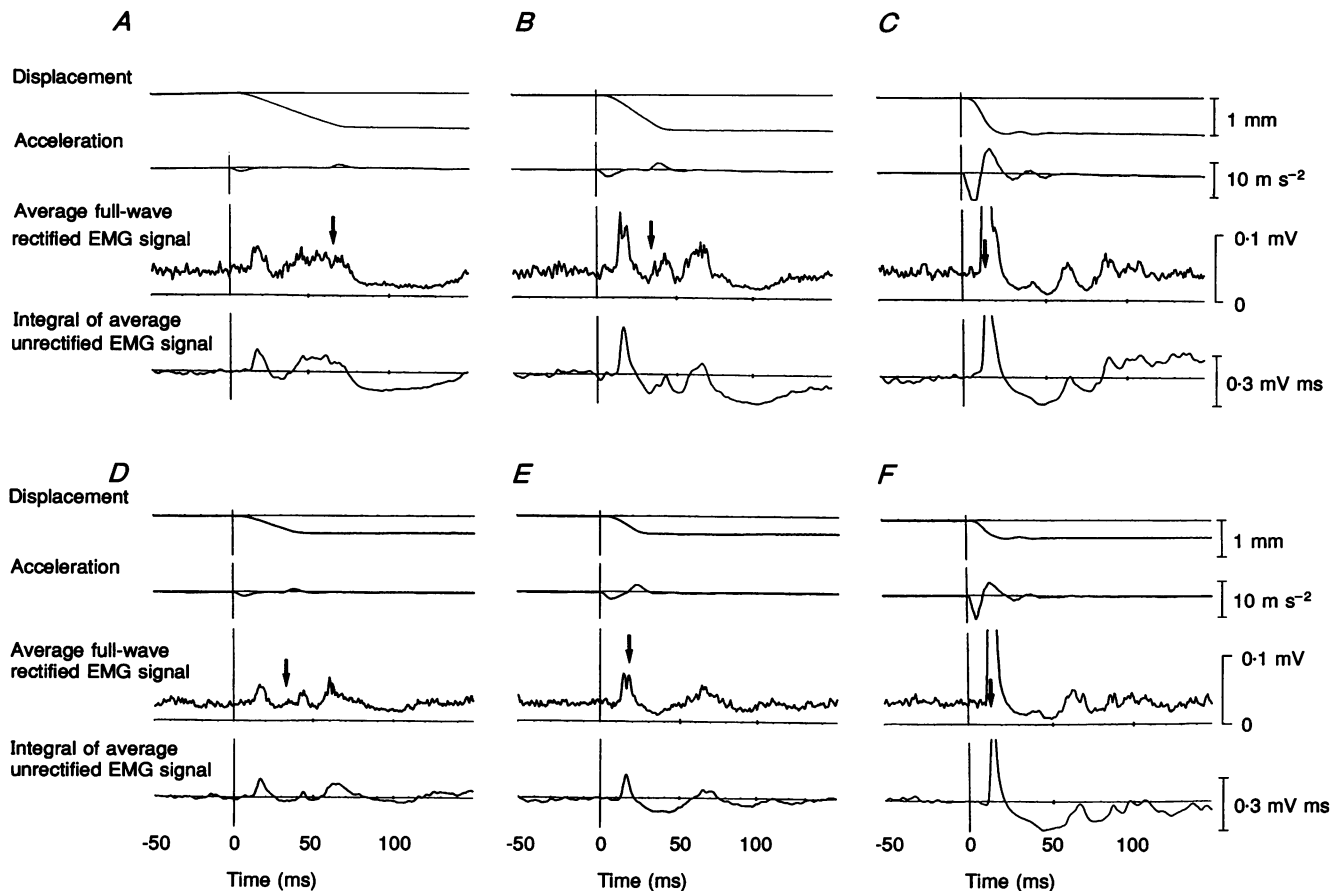 A B C
Displacement
1 mm
Acceleration
10 m s⁻²
Average full-wave
rectified EMG signal
0·1 mV
0
Integral of average
unrectified EMG signal
0·3 mV ms
D E F
Displacement
1 mm
Acceleration
10 m s⁻²
Average full-wave
rectified EMG signal
0·1 mV
0
Integral of average
unrectified EMG signal
0·3 mV ms
-50 0 50 100 -50 0 50 100 -50 0 50 100
Time (ms) Time (ms) Time (ms)